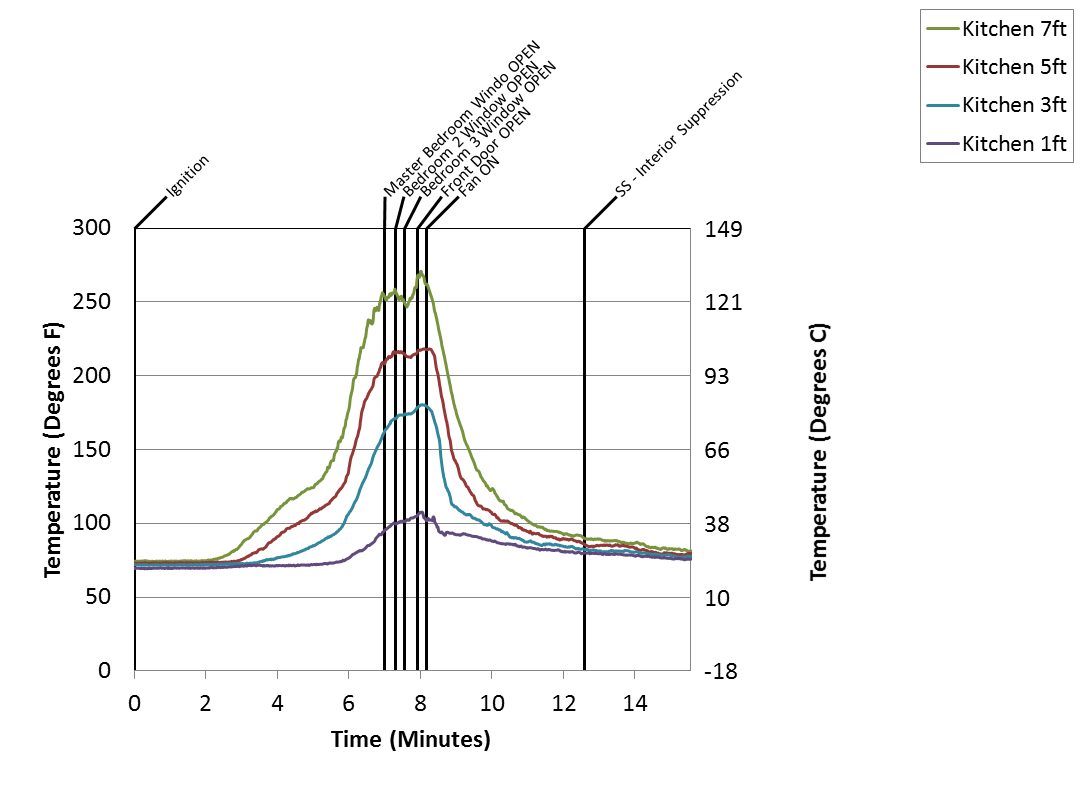 Kitchen 7ft
Kitchen 5ft
Kitchen 3ft
Kitchen 1ft
Ignition
Master Bedroom Windo OPEN
Bedroom 2 Window OPEN
Bedroom 3 Window OPEN
Front Door OPEN
Fan ON
SS - Interior Suppression
300
250
200
150
100
50
0
Temperature (Degrees F)
149
121
93
66
38
10
-18
Temperature (Degrees C)
0 2 4 6 8 10 12 14
Time (Minutes)